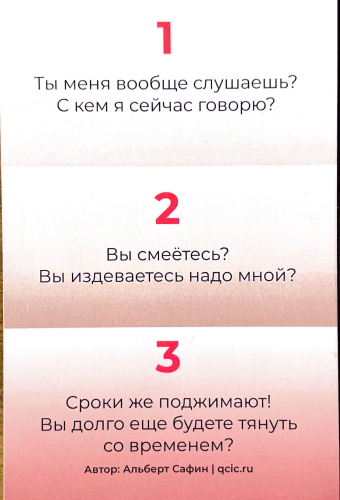 1
Ты меня вообще слушаешь?
С кем я сейчас говорю?
2
Вы смеётесь?
Вы издеваетесь надо мной?
3
Сроки же поджимают!
Вы долго еще будете тянуть
со временем?
Автор: Альберт Сафин | qcic.ru